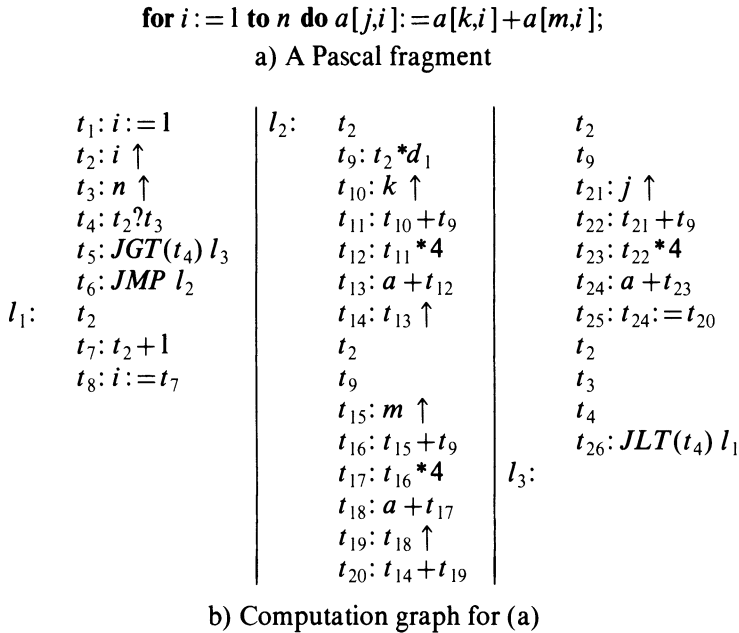 for i := 1 to n do a[j,i]:=a[k,i]+a[m,i];
a) A Pascal fragment
t₁: i := 1
t₂: i ↑
t₃: n ↑
t₄: t₂?t₃
t₅: JGT(t₄) l₃
t₆: JMP l₂
l₁: t₂
t₇: t₂+1
t₈: i := t₇
l₂: t₂
t₉: t₂*d₁
t₁₀: k ↑
t₁₁: t₁₀+t₉
t₁₂: t₁₁*4
t₁₃: a+t₁₂
t₁₄: t₁₃ ↑
t₂
t₉
t₁₅: m ↑
t₁₆: t₁₅+t₉
t₁₇: t₁₆*4
t₁₈: a+t₁₇
t₁₉: t₁₈ ↑
t₂₀: t₁₄+t₁₉
t₂
t₉
t₂₁: j ↑
t₂₂: t₂₁+t₉
t₂₃: t₂₂*4
t₂₄: a+t₂₃
t₂₅: t₂₄:=t₂₀
t₂
t₃
t₄
t₂₆: JLT(t₄) l₁
l₃:
b) Computation graph for (a)